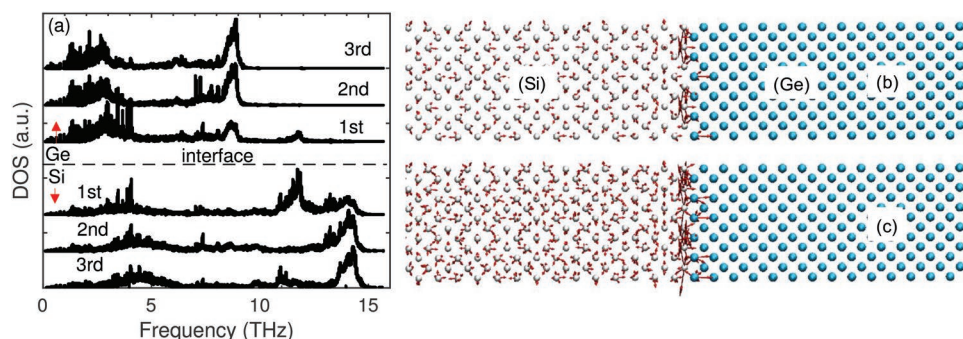 (a)
3rd
2nd
1st
Ge
interface
Si
1st
2nd
3rd
DOS (a.u.)
0 5 10 15
Frequency (THz)
(Si) (Ge) (b)
(c)